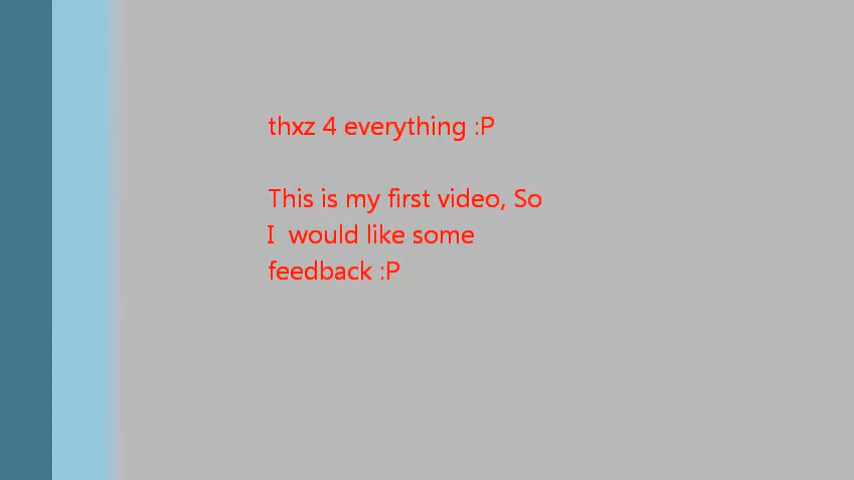 thxz 4 everything :P
This is my first video, So
I  would like some
feedback :P